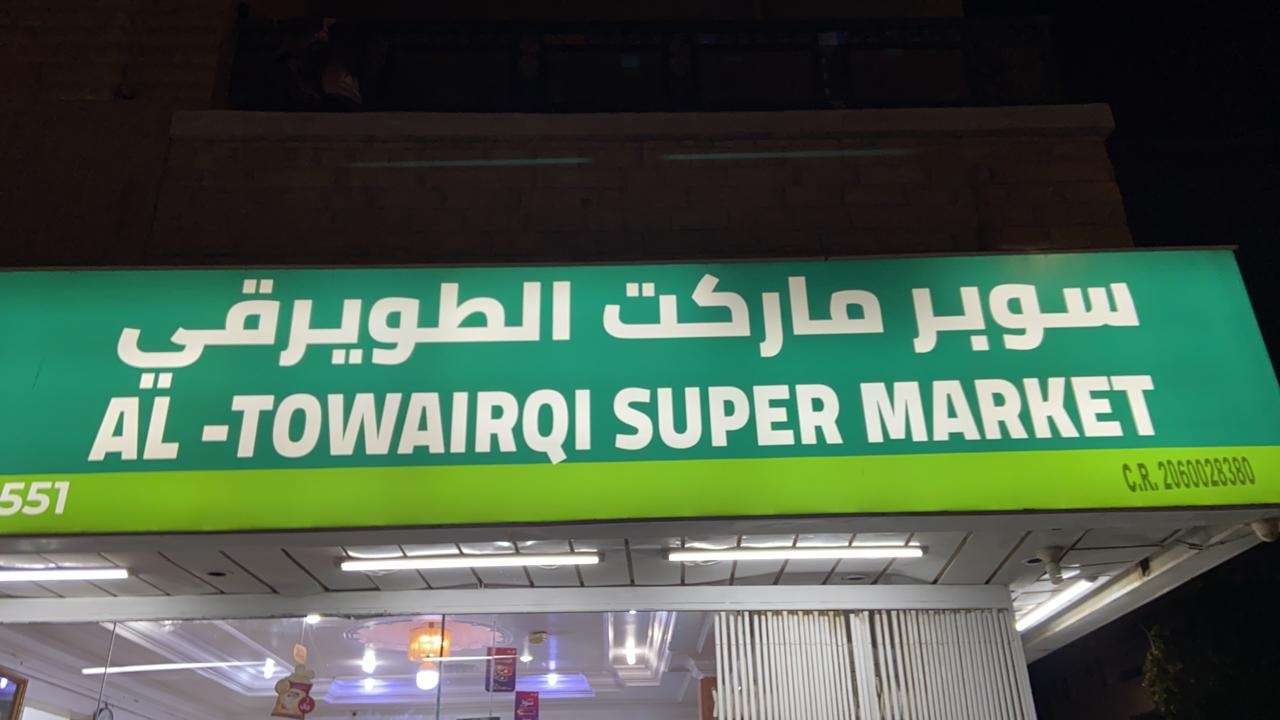 سوبر ماركت الطويرقي
AL -TOWAIRQI SUPER MARKET
551
C.R. 2060028380